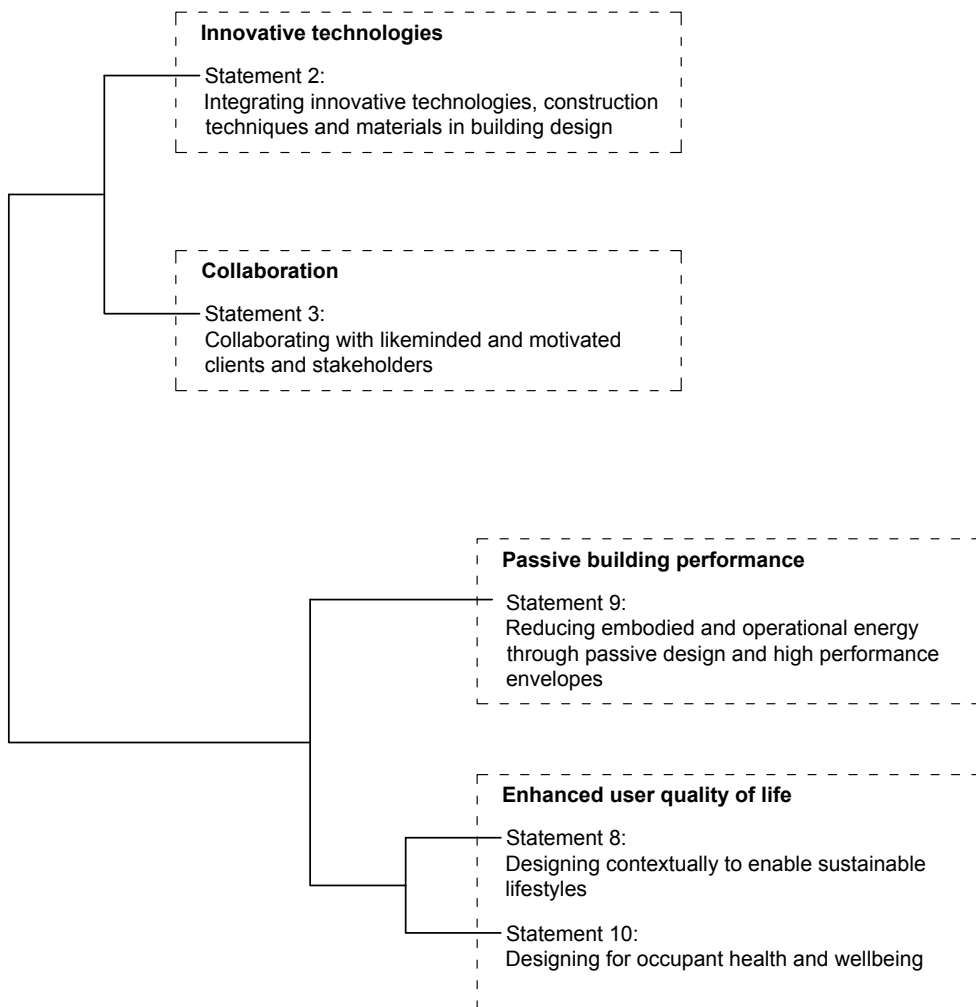 Innovative technologies
Statement 2:
Integrating innovative technologies, construction
techniques and materials in building design
Collaboration
Statement 3:
Collaborating with likeminded and motivated
clients and stakeholders
Passive building performance
Statement 9:
Reducing embodied and operational energy
through passive design and high performance
envelopes
Enhanced user quality of life
Statement 8:
Designing contextually to enable sustainable
lifestyles
Statement 10:
Designing for occupant health and wellbeing